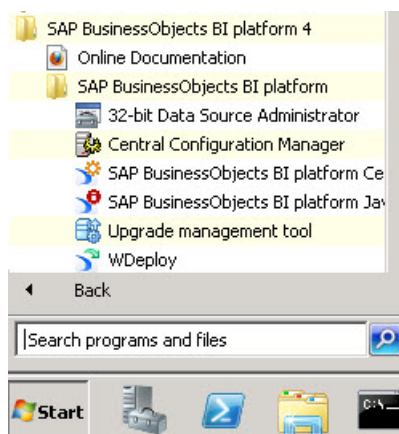 SAP BusinessObjects BI platform 4
Online Documentation
SAP BusinessObjects BI platform
32-bit Data Source Administrator
Central Configuration Manager
SAP BusinessObjects BI platform Ce
SAP BusinessObjects BI platform Jav
Upgrade management tool
WDeploy
Back
Search programs and files
Start
C:\